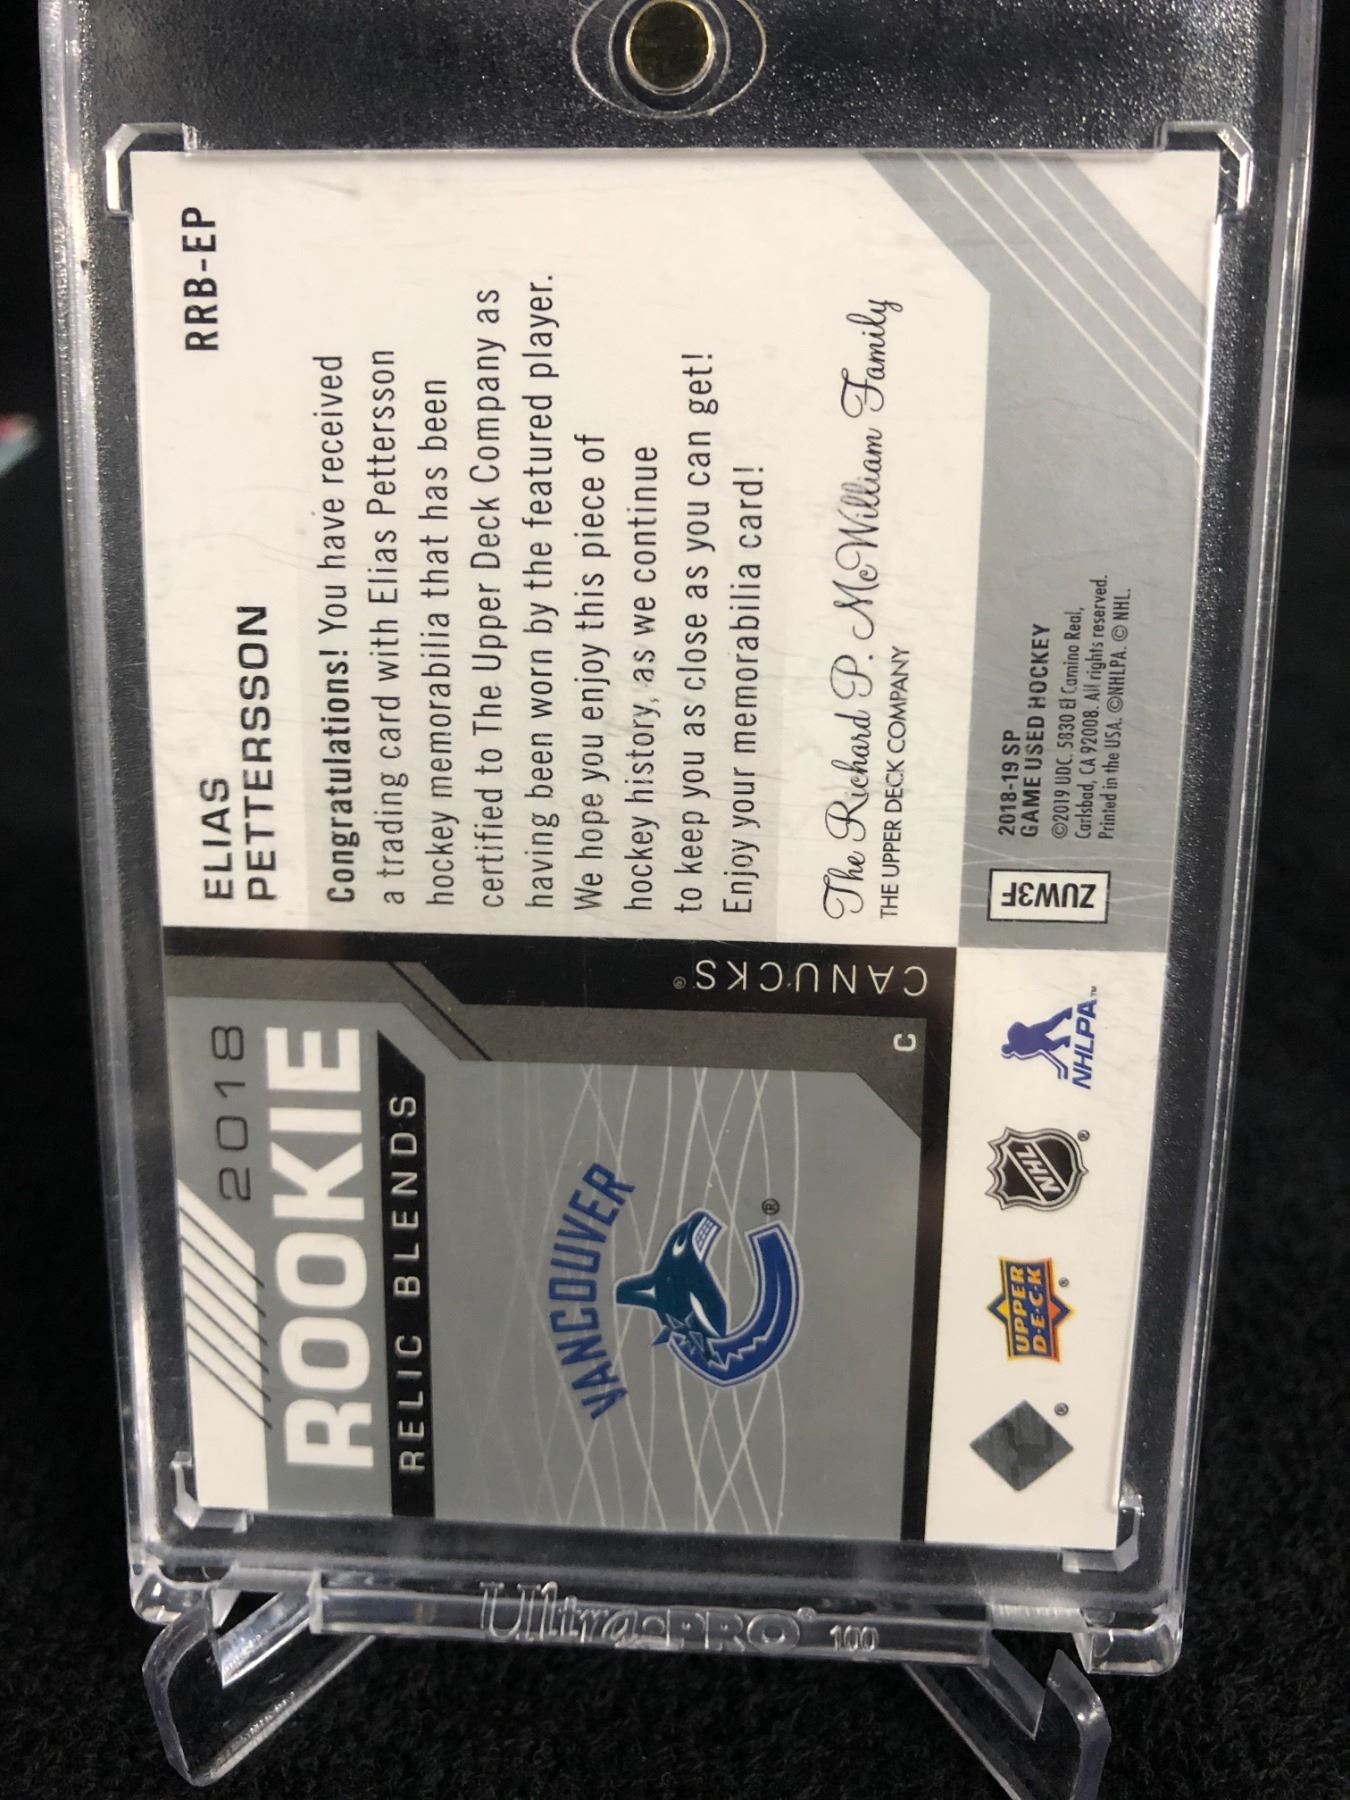 ELIAS
PETTERSSON
RRB-EP
Congratulations! You have received
a trading card with Elias Pettersson
hockey memorabilia that has been
certified to The Upper Deck Company as
having been worn by the featured player.
We hope you enjoy this piece of
hockey history, as we continue
to keep you as close as you can get!
Enjoy your memorabilia card!
The Richard P. McWilliam Family
THE UPPER DECK COMPANY
2018
ROOKIE
RELIC BLENDS
CANUCKS®
VANCOUVER
®
C
®
UPPER
D·E·C·K
®
NHL
®
NHLPA™
ZUW3F
2018-19 SP
GAME USED HOCKEY
©2019 UDC, 5830 El Camino Real,
Carlsbad, CA 92008. All rights reserved.
Printed in the USA. ©NHLPA. © NHL.
Ultra·PRO® 100